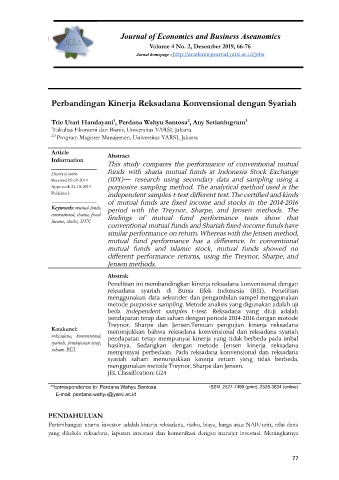 Journal of Economics and Business Aseanomics
Volume 4 No. 2, Desember 2019, 66-76
Jurnal homepage : http://academicjournal.yarsi.ac.id/jeba
Perbandingan Kinerja Reksadana Konvensional dengan Syariah
Trie Utari Handayani¹, Perdana Wahyu Santosa², Any Setianingrum³
¹Fakultas Ekonomi dan Bisnis, Universitas YARSI, Jakarta
²,³ Program Magister Manajemen, Universitas YARSI, Jakarta
Article
Information
History of article:
Received:
Approved:
Published:
Keywords: mutual funds,
conventional, sharia, fixed
income, stocks, IDX
Abstract
This study compares the performance of conventional mutual
funds with sharia mutual funds at Indonesia Stock Exchange
(IDX)— research using secondary data and sampling using a
purposive sampling method. The analytical method used is the
independent samples t-test different test. The certified and kinds
of mutual funds are fixed income and stocks in the 2014-2016
period with the Treynor, Sharpe, and Jensen methods. The
findings of mutual fund performance tests show that
conventional mutual funds and Shariah fixed-income funds have
similar performance on return. Whereas with the Jensen method,
mutual fund performance has a difference. In conventional
mutual funds and Islamic stock, mutual funds showed no
different performance returns, using the Treynor, Sharpe, and
Jensen methods.
Katakunci:
reksadana, konvensional,
syariah, pendapatan tetap,
saham, BEI
Abstrak
Penelitian ini membandingkan kinerja reksadana konvensional dengan
reksadana syariah di Bursa Efek Indonesia (BEI). Penelitian
menggunakan data sekunder dan pengambilan sampel menggunakan
metode purposive sampling. Metode analisis yang digunakan adalah uji
beda independent samples t-test. Reksadana yang diuji adalah
pendapatan tetap dan saham dengan periode 2014-2016 dengan metode
Treynor, Sharpe dan Jensen.Temuan pengujian kinerja reksadana
menunjukkan bahwa reksadana konvensional dan reksadana syariah
pendapatan tetap mempunyai kinerja yang tidak berbeda pada imbal
hasilnya. Sedangkan dengan metode Jensen kinerja reksadana
mempunyai perbedaan. Pada reksadana konvensional dan reksadana
syariah saham menunjukkan kinerja return yang tidak berbeda,
menggunakan metode Treynor, Sharpe dan Jensen.
JEL Classification: G24
*correspondence to: Perdana Wahyu Santosa
ISSN 2527-7499 (print); 2528-3634 (online)
E-mail: perdana.wahyu@yarsi.ac.id
PENDAHULUAN
Pertimbangan utama investor adalah kinerja reksadana, risiko, biaya, harga atau NAB/unit, nilai dana
yang dikelola reksadana, laporan investasi dan komunikasi dengan manajer investasi. Meningkatnya
77